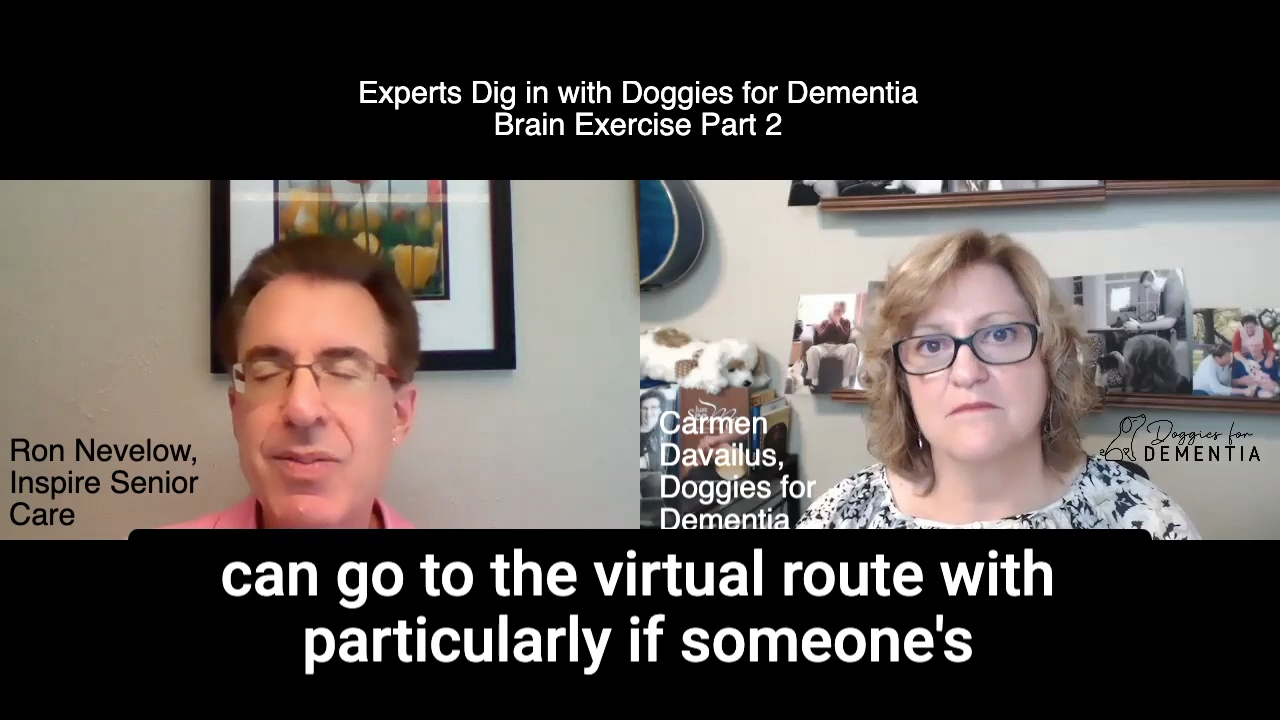 Experts Dig in with Doggies for Dementia
Brain Exercise Part 2
Ron Nevelow,
Inspire Senior
Care
Carmen
Davailus,
Doggies for
Dementia
Doggies for
DEMENTIA
can go to the virtual route with
particularly if someone's